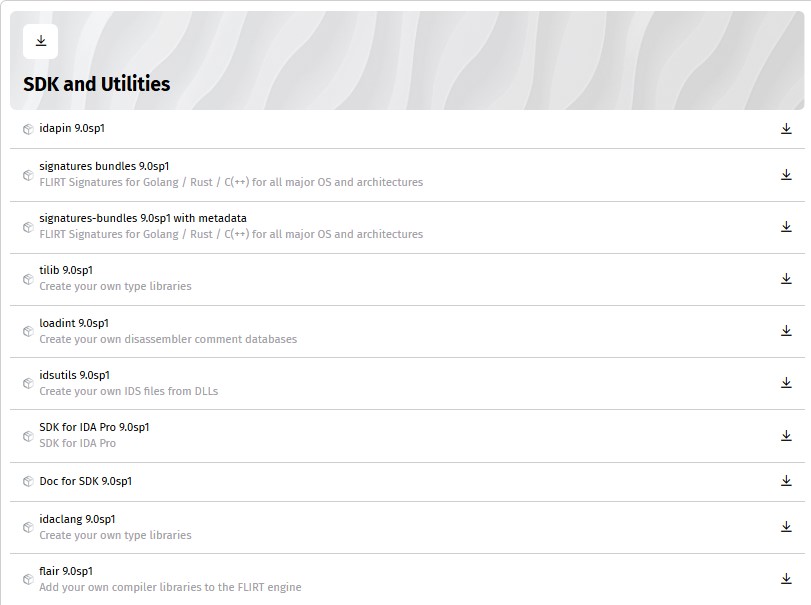 SDK and Utilities
idapin 9.0sp1
signatures bundles 9.0sp1
FLIRT Signatures for Golang / Rust / C(++) for all major OS and architectures
signatures-bundles 9.0sp1 with metadata
FLIRT Signatures for Golang / Rust / C(++) for all major OS and architectures
tilib 9.0sp1
Create your own type libraries
loadint 9.0sp1
Create your own disassembler comment databases
idsutils 9.0sp1
Create your own IDS files from DLLs
SDK for IDA Pro 9.0sp1
SDK for IDA Pro
Doc for SDK 9.0sp1
idaclang 9.0sp1
Create your own type libraries
flair 9.0sp1
Add your own compiler libraries to the FLIRT engine